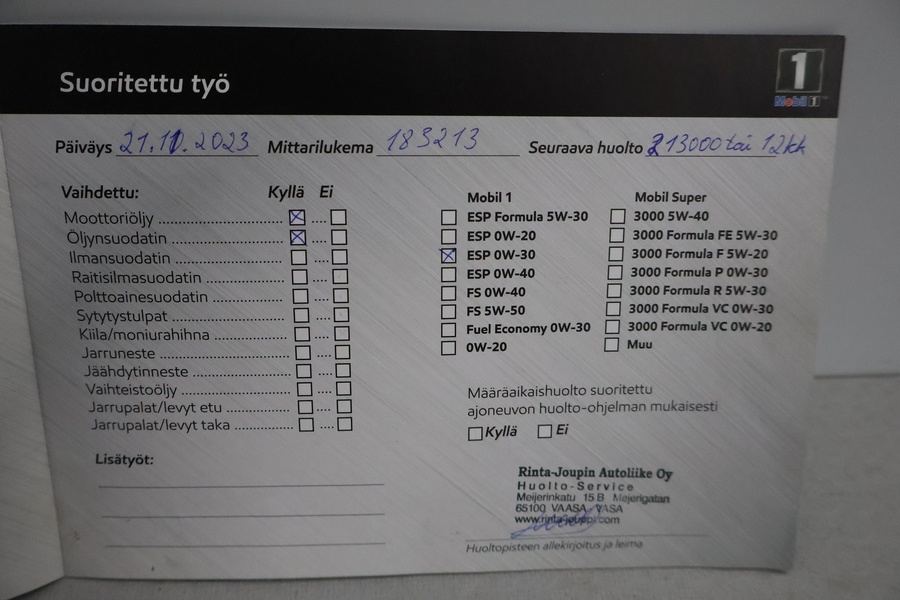 Suoritettu työ
1
Mobil 1
Päiväys 21.10.2023 Mittarilukema 183213 Seuraava huolto 213000 tai 12kk
Vaihdettu: Kyllä Ei
Moottoriöljy
Öljynsuodatin
Ilmansuodatin
Raitisilmasuodatin
Polttoainesuodatin
Sytytystulpat
Kiila/moniurahihna
Jarruneste
Jäähdytinneste
Vaihteistoöljy
Jarrupalat/levyt etu
Jarrupalat/levyt taka
Lisätyöt:
Mobil 1
ESP Formula 5W-30
ESP 0W-20
ESP 0W-30
ESP 0W-40
FS 0W-40
FS 5W-50
Fuel Economy 0W-30
0W-20
Mobil Super
3000 5W-40
3000 Formula FE 5W-30
3000 Formula F 5W-20
3000 Formula P 0W-30
3000 Formula R 5W-30
3000 Formula VC 0W-30
3000 Formula VC 0W-20
Muu
Määräaikaishuolto suoritettu
ajoneuvon huolto-ohjelman mukaisesti
Kyllä Ei
Rinta-Joupin Autoliike Oy
Huolto-Service
Meijerinkatu 15 B Mejerigatan
65100 VAASA / VASA
www.rinta-jouppi.com
Huoltopisteen allekirjoitus ja leima